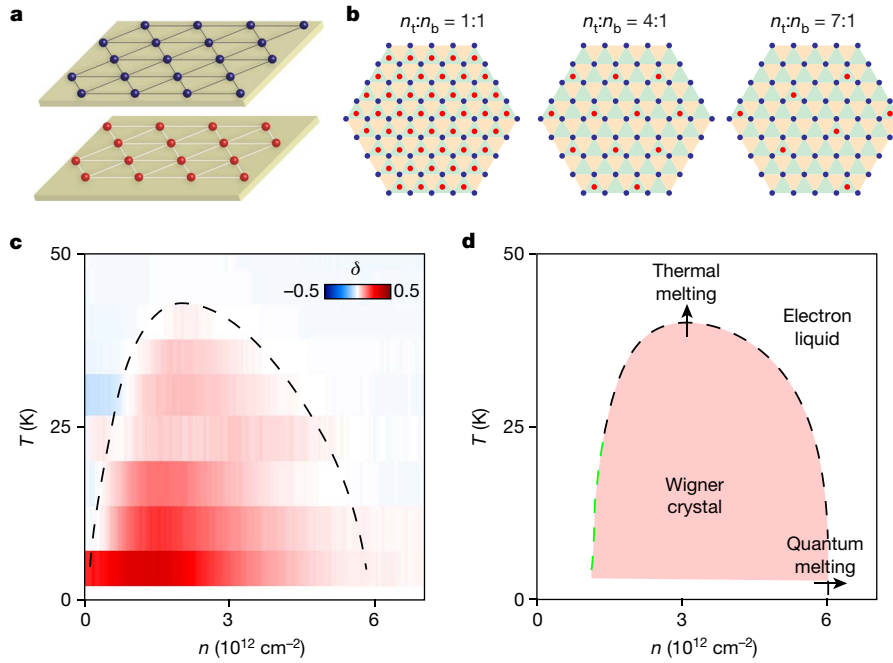 a
b
nt:nb = 1:1
nt:nb = 4:1
nt:nb = 7:1
c
50
25
0
T (K)
δ
−0.5
0.5
0
3
6
n (10¹² cm⁻²)
d
50
25
0
T (K)
Thermal
melting
Electron
liquid
Wigner
crystal
Quantum
melting
0
3
6
n (10¹² cm⁻²)